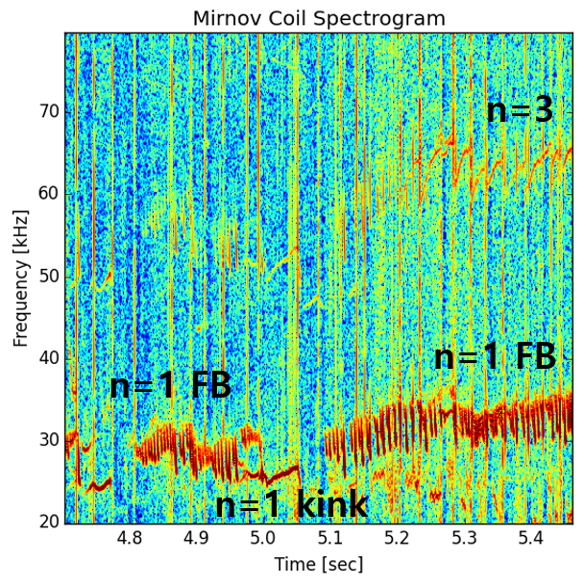 Mirnov Coil Spectrogram
n=3
n=1 FB
n=1 FB
n=1 kink
Frequency [kHz]
70
60
50
40
30
20
4.8 4.9 5.0 5.1 5.2 5.3 5.4
Time [sec]